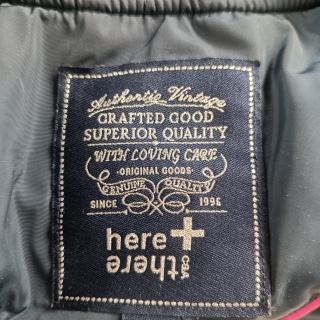 Authentic Vintage
CRAFTED GOOD
SUPERIOR QUALITY
WITH LOVING CARE
·ORIGINAL GOODS·
GENUINE QUALITY
SINCE 1996
here +
there
C&A